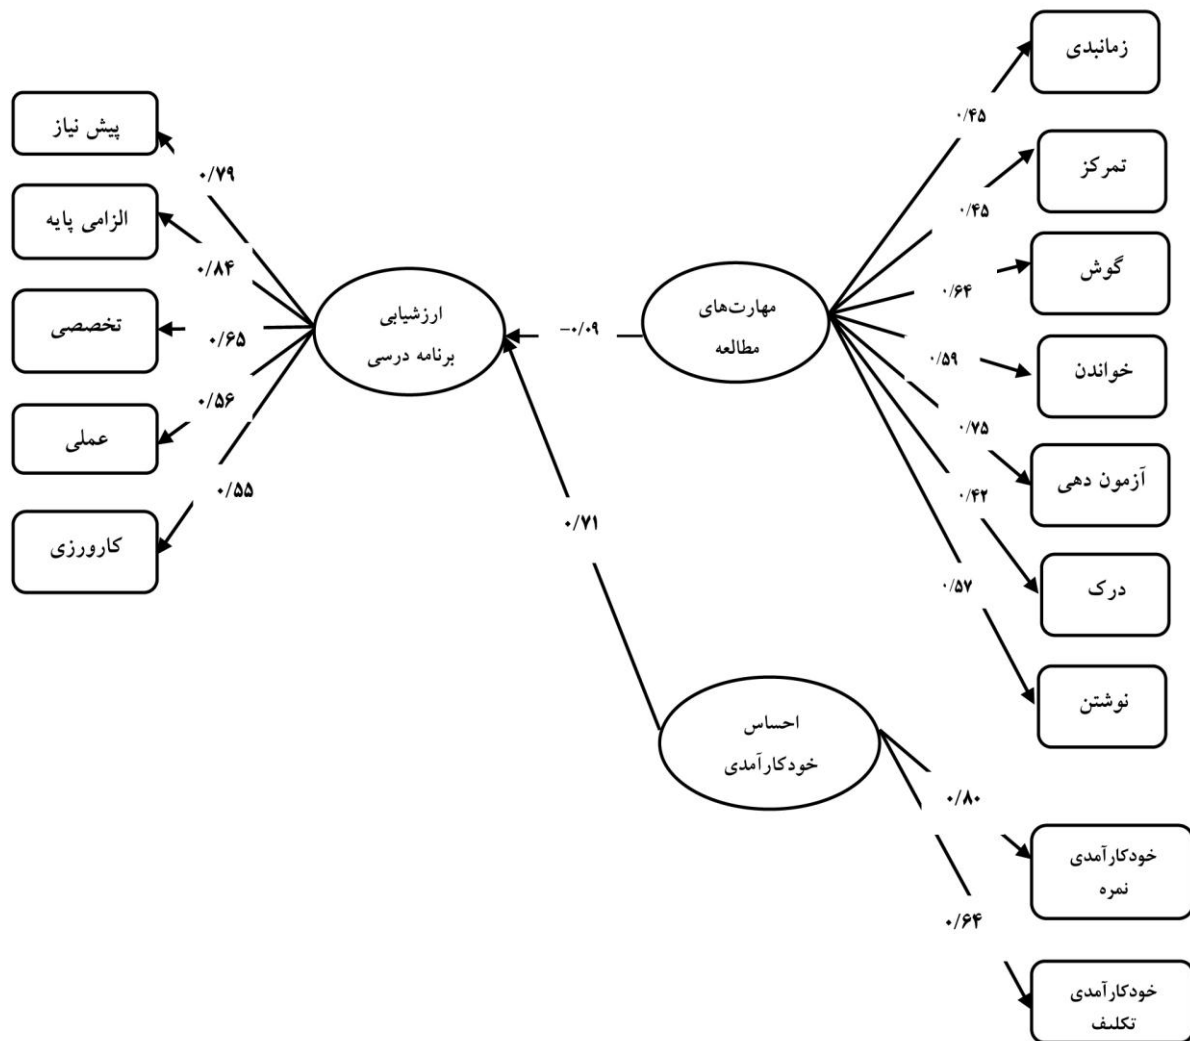 زمانبدی
۰/۴۵
تمرکز
۰/۴۵
گوش
۰/۶۴
خواندن
۰/۵۹
آزمون دهی
۰/۷۵
درک
۰/۴۲
نوشتن
۰/۵۷
مهارت‌های
مطالعه
−۰/۰۹
ارزشیابی
برنامه درسی
پیش نیاز
۰/۷۹
الزامی پایه
۰/۸۴
تخصصی
۰/۶۵
عملی
۰/۵۶
کارورزی
۰/۵۵
۰/۷۱
احساس
خودکارآمدی
۰/۸۰
خودکارآمدی
نمره
۰/۶۴
خودکارآمدی
تکلیف